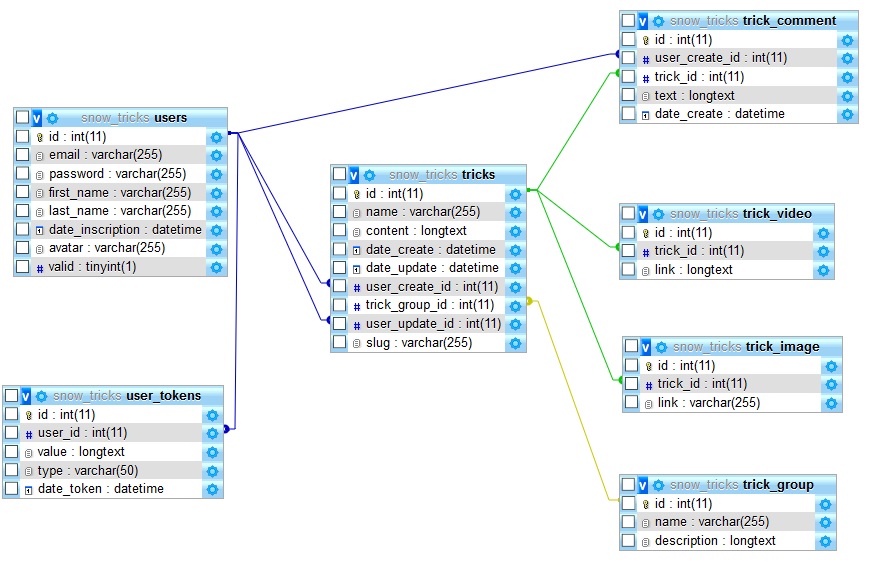 snow_tricks users
id : int(11)
email : varchar(255)
password : varchar(255)
first_name : varchar(255)
last_name : varchar(255)
date_inscription : datetime
avatar : varchar(255)
valid : tinyint(1)
snow_tricks user_tokens
id : int(11)
user_id : int(11)
value : longtext
type : varchar(50)
date_token : datetime
snow_tricks tricks
id : int(11)
name : varchar(255)
content : longtext
date_create : datetime
date_update : datetime
user_create_id : int(11)
trick_group_id : int(11)
user_update_id : int(11)
slug : varchar(255)
snow_tricks trick_comment
id : int(11)
user_create_id : int(11)
trick_id : int(11)
text : longtext
date_create : datetime
snow_tricks trick_video
id : int(11)
trick_id : int(11)
link : longtext
snow_tricks trick_image
id : int(11)
trick_id : int(11)
link : varchar(255)
snow_tricks trick_group
id : int(11)
name : varchar(255)
description : longtext